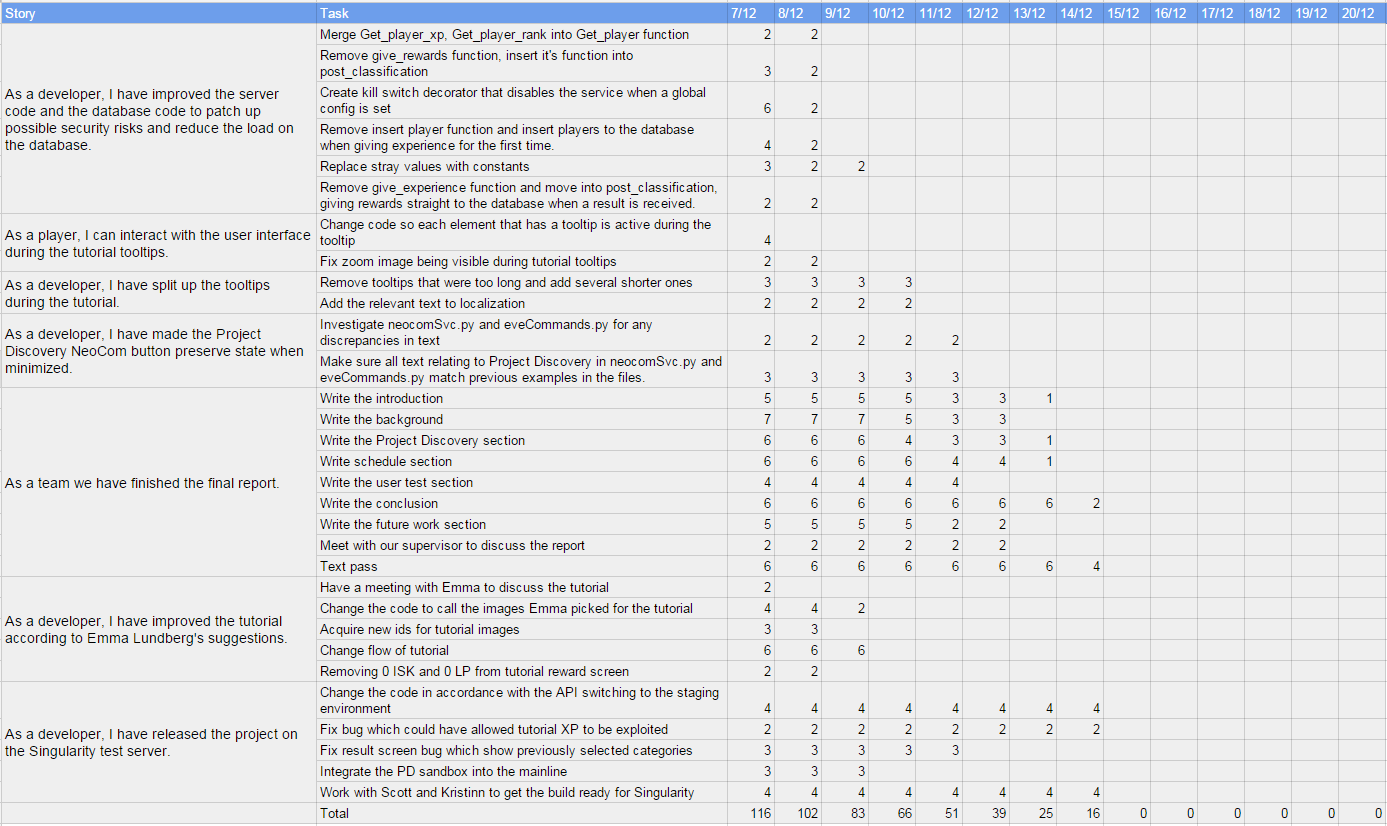 Story Task 7/12 8/12 9/12 10/12 11/12 12/12 13/12 14/12 15/12 16/12 17/12 18/12 19/12 20/12
As a developer, I have improved the server
code and the database code to patch up
possible security risks and reduce the load on
the database.
Merge Get_player_xp, Get_player_rank into Get_player function 2 2
Remove give_rewards function, insert it's function into
post_classification 3 2
Create kill switch decorator that disables the service when a global
config is set 6 2
Remove insert player function and insert players to the database
when giving experience for the first time. 4 2
Replace stray values with constants 3 2 2
Remove give_experience function and move into post_classification,
giving rewards straight to the database when a result is received. 2 2
As a player, I can interact with the user interface
during the tutorial tooltips.
Change code so each element that has a tooltip is active during the
tooltip 4
Fix zoom image being visible during tutorial tooltips 2 2
As a developer, I have split up the tooltips
during the tutorial.
Remove tooltips that were too long and add several shorter ones 3 3 3 3
Add the relevant text to localization 2 2 2 2
As a developer, I have made the Project
Discovery NeoCom button preserve state when
minimized.
Investigate neocomSvc.py and eveCommands.py for any
discrepancies in text 2 2 2 2 2
Make sure all text relating to Project Discovery in neocomSvc.py and
eveCommands.py match previous examples in the files. 3 3 3 3 3
As a team we have finished the final report.
Write the introduction 5 5 5 5 3 3 1
Write the background 7 7 7 5 3 3
Write the Project Discovery section 6 6 6 4 3 3 1
Write schedule section 6 6 6 6 4 4 1
Write the user test section 4 4 4 4 4
Write the conclusion 6 6 6 6 6 6 6 2
Write the future work section 5 5 5 5 2 2
Meet with our supervisor to discuss the report 2 2 2 2 2 2
Text pass 6 6 6 6 6 6 6 4
As a developer, I have improved the tutorial
according to Emma Lundberg's suggestions.
Have a meeting with Emma to discuss the tutorial 2
Change the code to call the images Emma picked for the tutorial 4 4 2
Acquire new ids for tutorial images 3 3
Change flow of tutorial 6 6 6
Removing 0 ISK and 0 LP from tutorial reward screen 2 2
As a developer, I have released the project on
the Singularity test server.
Change the code in accordance with the API switching to the staging
environment 4 4 4 4 4 4 4 4
Fix bug which could have allowed tutorial XP to be exploited 2 2 2 2 2 2 2 2
Fix result screen bug which show previously selected categories 3 3 3 3 3
Integrate the PD sandbox into the mainline 3 3 3
Work with Scott and Kristinn to get the build ready for Singularity 4 4 4 4 4 4 4 4
Total 116 102 83 66 51 39 25 16 0 0 0 0 0 0